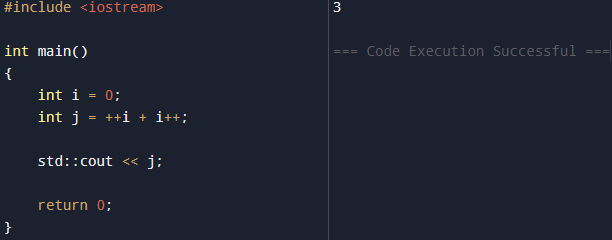 #include <iostream>

int main()
{
    int i = 0;
    int j = ++i + i++;

    std::cout << j;

    return 0;
}
3
=== Code Execution Successful ===